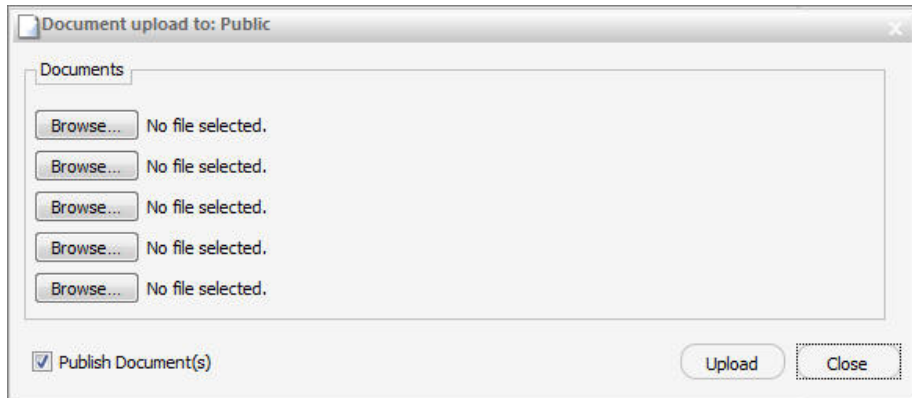 Document upload to: Public
Documents
Browse... No file selected.
Browse... No file selected.
Browse... No file selected.
Browse... No file selected.
Browse... No file selected.
Publish Document(s) Upload Close